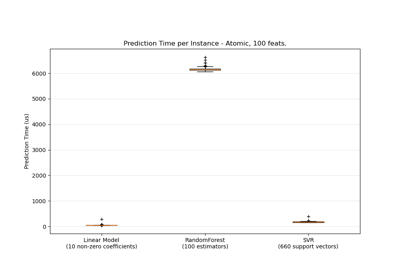 Prediction Time per Instance - Atomic, 100 feats.
Prediction Time (us)
6000
5000
4000
3000
2000
1000
0
Linear Model
(10 non-zero coefficients)
RandomForest
(100 estimators)
SVR
(660 support vectors)